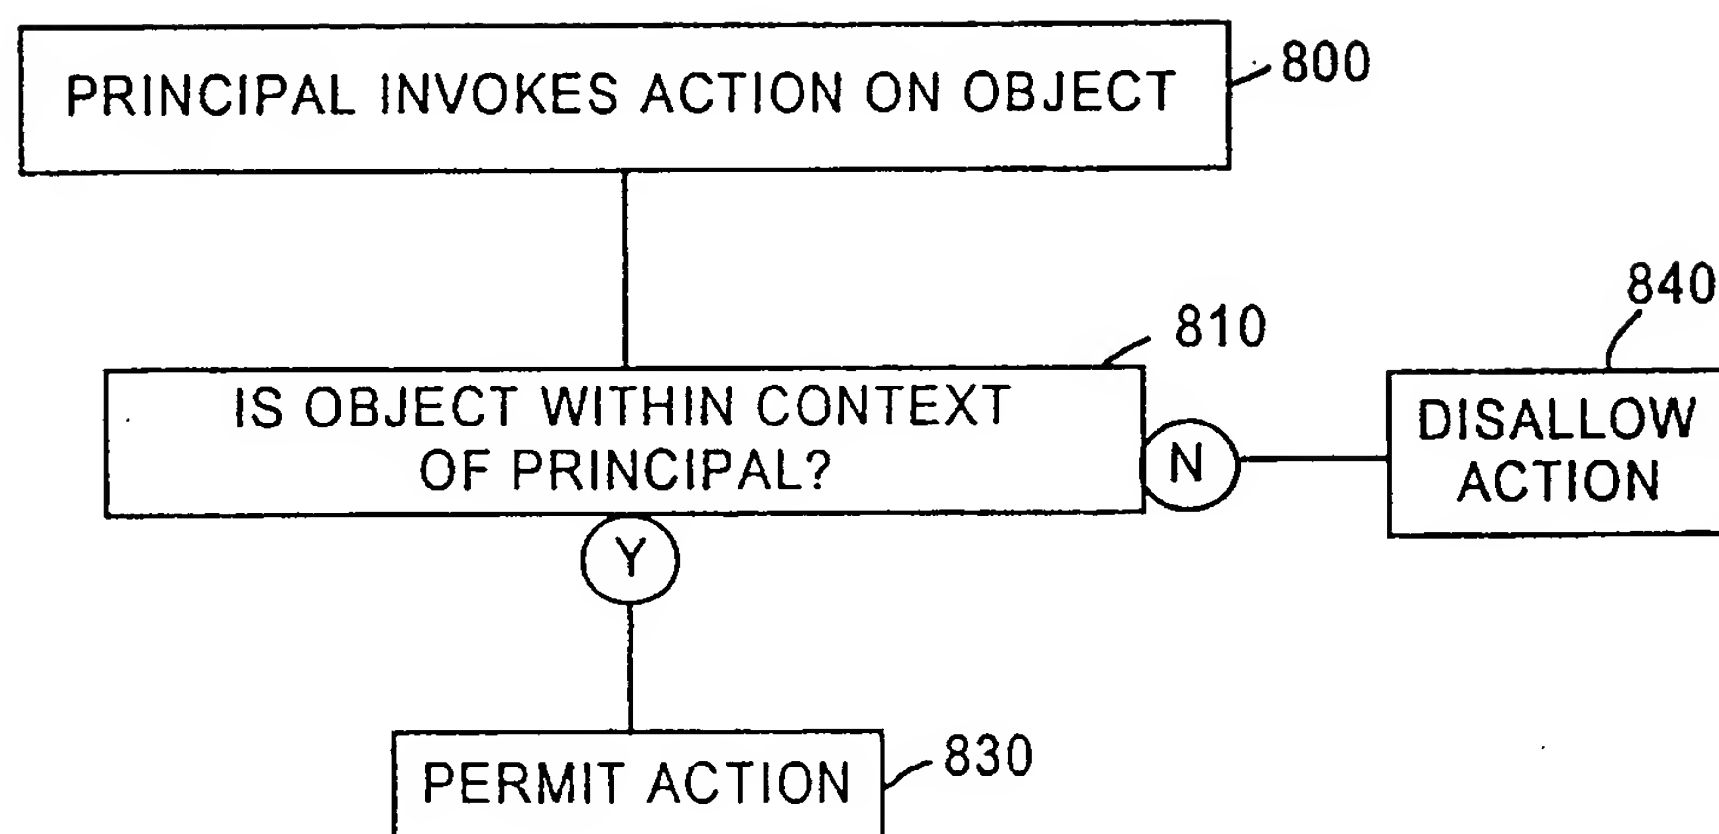 PRINCIPAL INVOKES ACTION ON OBJECT
800
810
IS OBJECT WITHIN CONTEXT
OF PRINCIPAL?
N
840
DISALLOW
ACTION
Y
PERMIT ACTION
830